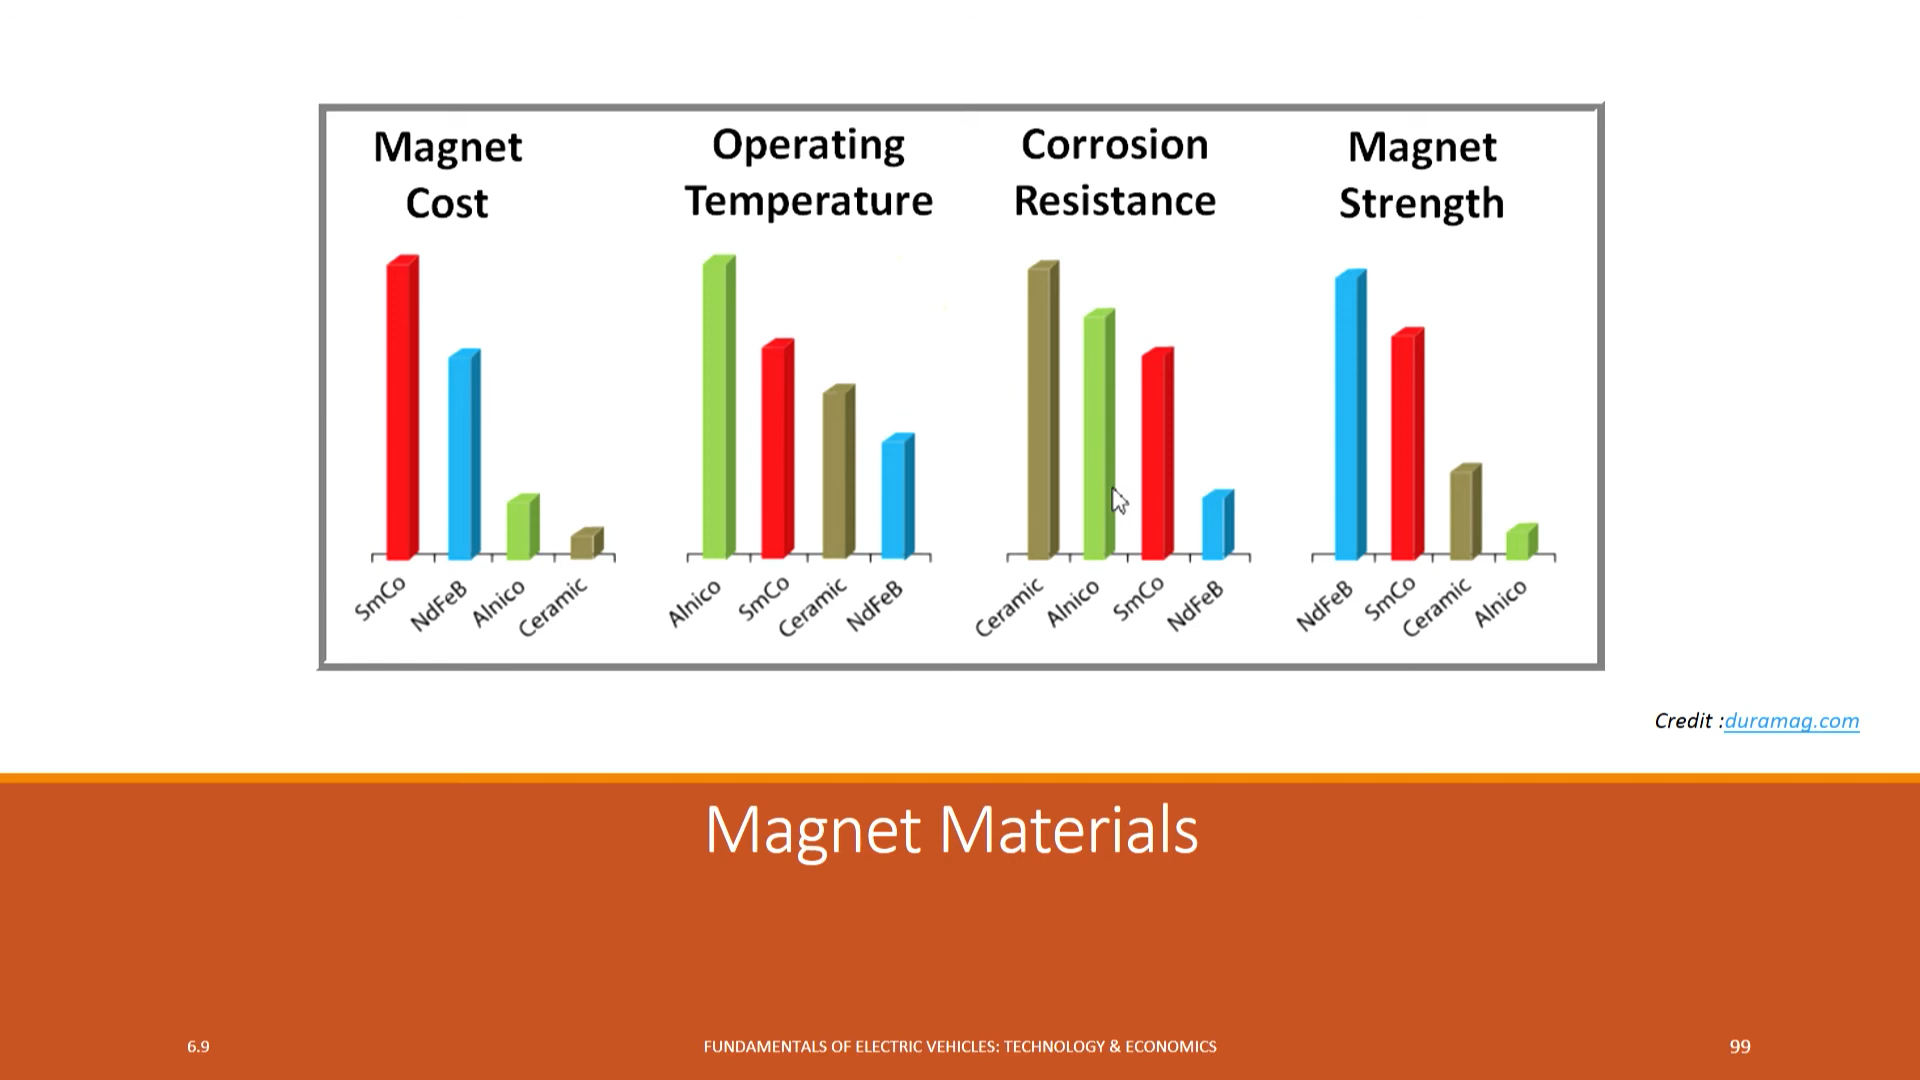 Magnet
Cost
Operating
Temperature
Corrosion
Resistance
Magnet
Strength
SmCo
NdFeB
Alnico
Ceramic
Alnico
SmCo
Ceramic
NdFeB
Ceramic
Alnico
SmCo
NdFeB
NdFeB
SmCo
Ceramic
Alnico
Credit :duramag.com
Magnet Materials
6.9
FUNDAMENTALS OF ELECTRIC VEHICLES: TECHNOLOGY & ECONOMICS
99